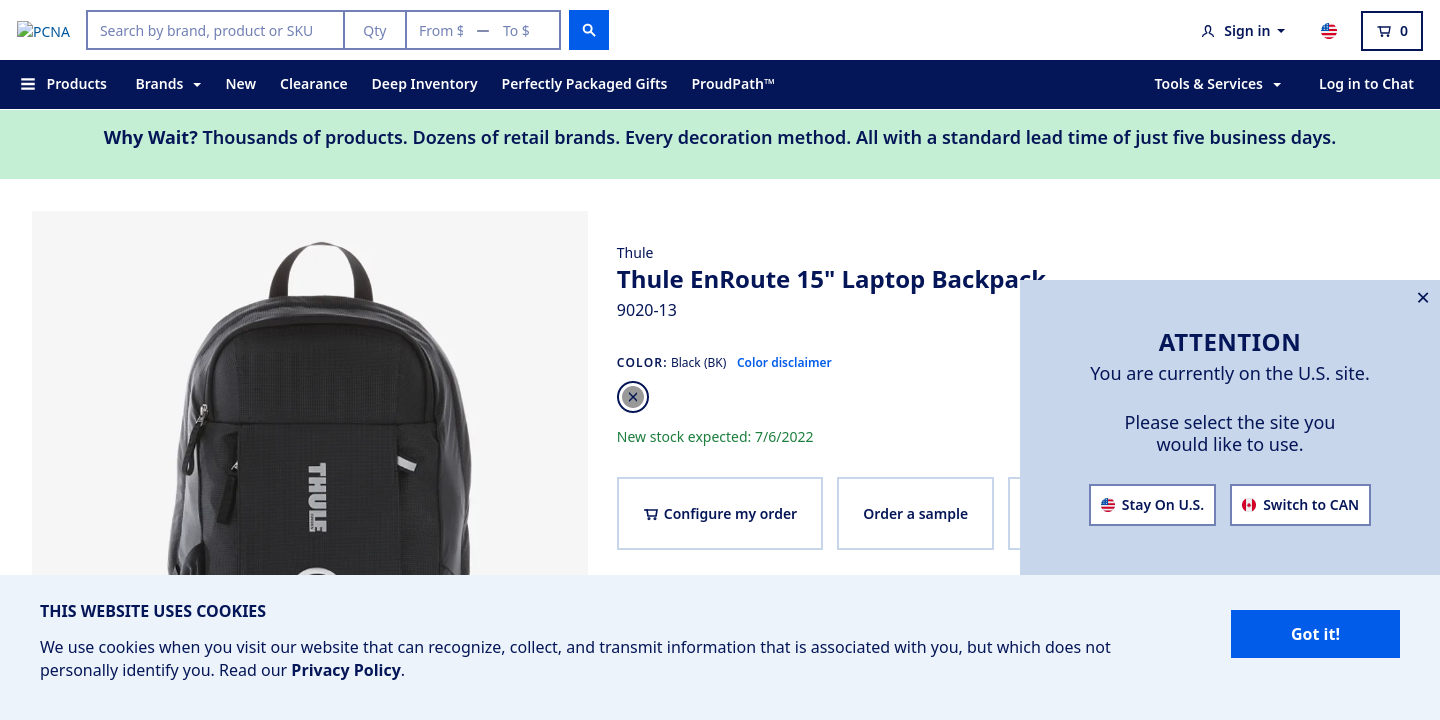 PCNA
Search by brand, product or SKU
Qty
From $
To $
Sign in
0
Products
Brands
New
Clearance
Deep Inventory
Perfectly Packaged Gifts
ProudPath™
Tools & Services
Log in to Chat
Why Wait? Thousands of products. Dozens of retail brands. Every decoration method. All with a standard lead time of just five business days.
THULE
Thule
Thule EnRoute 15" Laptop Backpack
9020-13
COLOR: Black (BK) Color disclaimer
New stock expected: 7/6/2022
Configure my order
Order a sample
ATTENTION
You are currently on the U.S. site.
Please select the site you
would like to use.
Stay On U.S.
Switch to CAN
THIS WEBSITE USES COOKIES
We use cookies when you visit our website that can recognize, collect, and transmit information that is associated with you, but which does not
personally identify you. Read our Privacy Policy.
Got it!